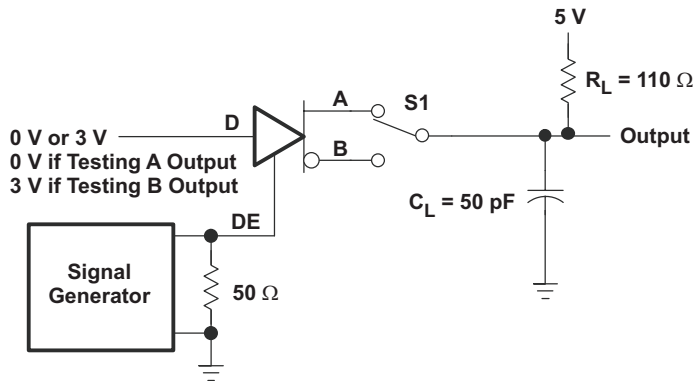 5 V
R_L = 110 Ω
A
S1
D
0 V or 3 V
0 V if Testing A Output
3 V if Testing B Output
B
Output
C_L = 50 pF
DE
Signal
Generator
50 Ω